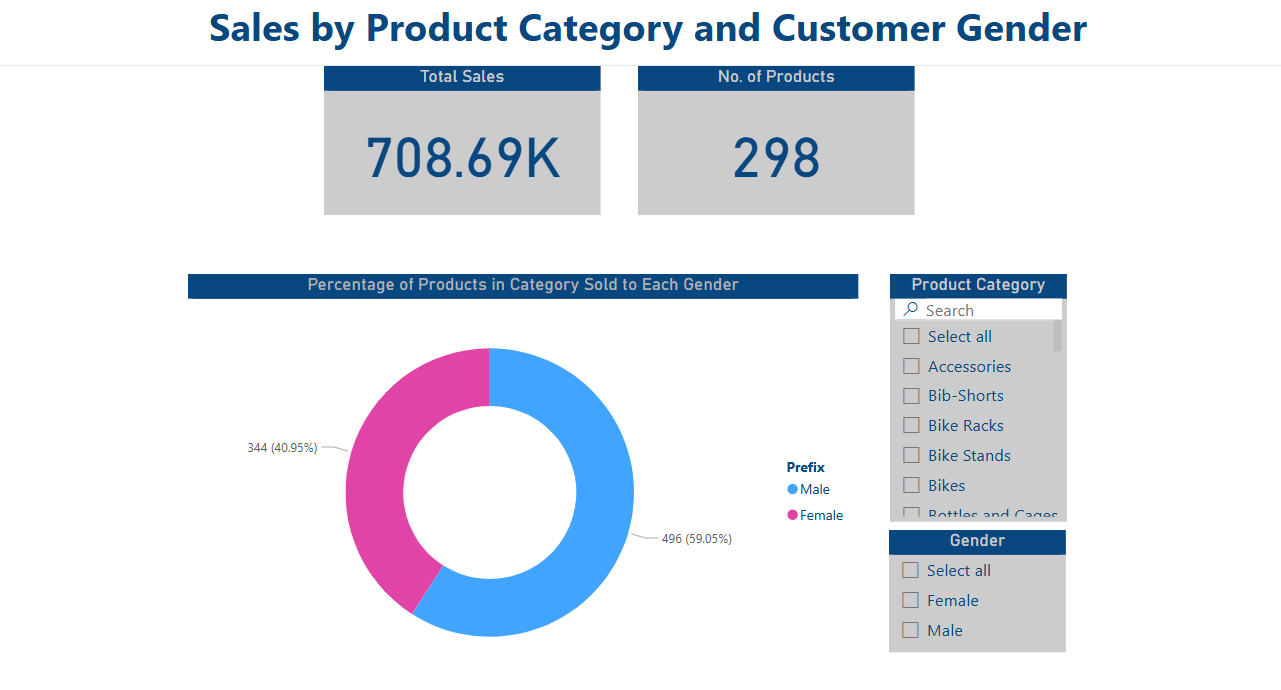 Sales by Product Category and Customer Gender
Total Sales
708.69K
No. of Products
298
Percentage of Products in Category Sold to Each Gender
344 (40.95%)
496 (59.05%)
Prefix
Male
Female
Product Category
Search
Select all
Accessories
Bib-Shorts
Bike Racks
Bike Stands
Bikes
Bottles and Cages
Gender
Select all
Female
Male